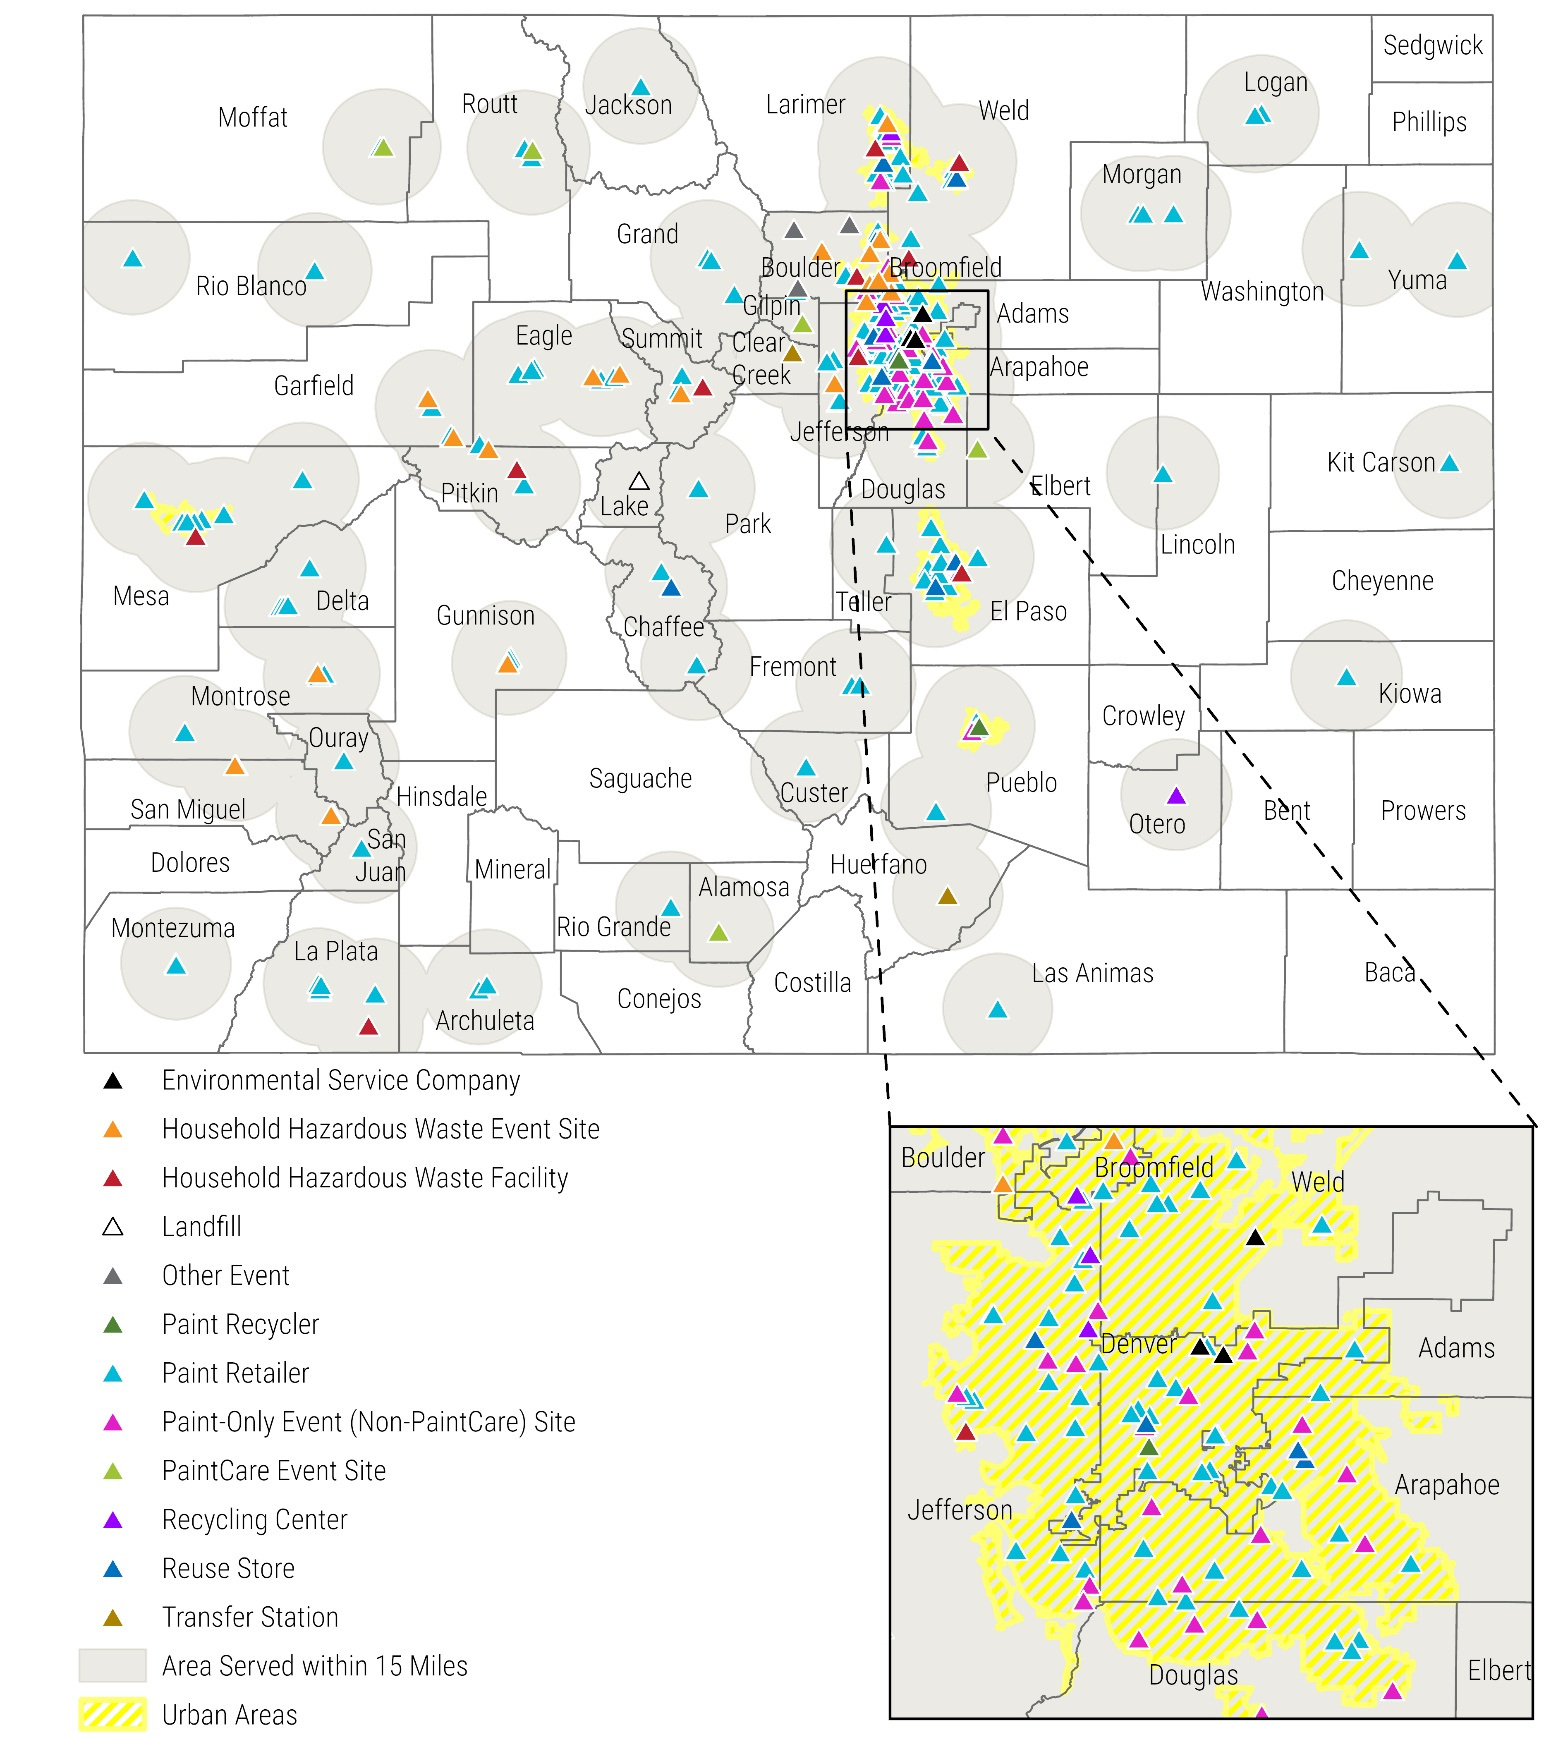 Sedgwick
Logan
Moffat
Routt
Jackson
Larimer
Weld
Phillips
Morgan
Grand
Boulder
Broomfield
Rio Blanco
Yuma
Washington
Gilpin
Adams
Eagle
Summit
Clear
Creek
Arapahoe
Garfield
Jefferson
Kit Carson
Pitkin
Lake
Douglas
Elbert
Park
Lincoln
Mesa
Delta
Cheyenne
Gunnison
Teller
El Paso
Chaffee
Fremont
Montrose
Kiowa
Crowley
Ouray
Saguache
Custer
Pueblo
Hinsdale
San Miguel
Otero
Bent
Prowers
San
Juan
Dolores
Mineral
Huerfano
Alamosa
Montezuma
Rio Grande
La Plata
Costilla
Las Animas
Baca
Conejos
Archuleta
Environmental Service Company
Household Hazardous Waste Event Site
Household Hazardous Waste Facility
Landfill
Other Event
Paint Recycler
Paint Retailer
Paint-Only Event (Non-PaintCare) Site
PaintCare Event Site
Recycling Center
Reuse Store
Transfer Station
Area Served within 15 Miles
Urban Areas
Boulder
Broomfield
Weld
Denver
Adams
Arapahoe
Jefferson
Douglas
Elbert